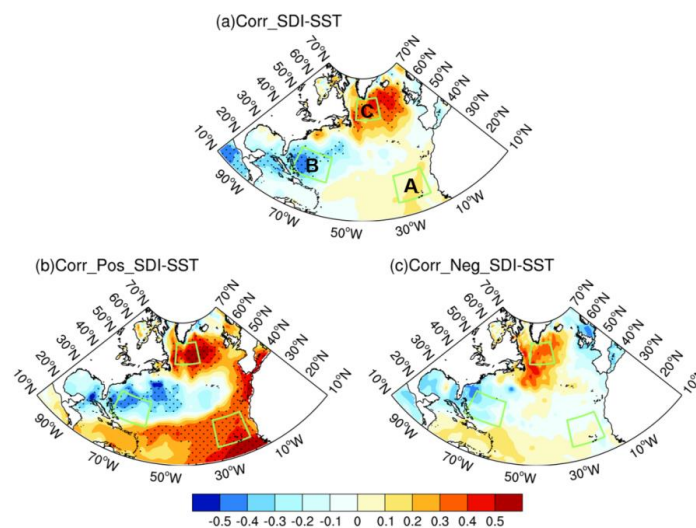 (a)Corr_SDI-SST
70°N
60°N
50°N
40°N
30°N
20°N
10°N
90°W
70°W
50°W
30°W
10°W
70°N
60°N
50°N
40°N
30°N
20°N
10°N
C
B
A
(b)Corr_Pos_SDI-SST
70°N
60°N
50°N
40°N
30°N
20°N
10°N
90°W
70°W
50°W
30°W
10°W
70°N
60°N
50°N
40°N
30°N
20°N
10°N
(c)Corr_Neg_SDI-SST
70°N
60°N
50°N
40°N
30°N
20°N
10°N
90°W
70°W
50°W
30°W
10°W
70°N
60°N
50°N
40°N
30°N
20°N
10°N
-0.5 -0.4 -0.3 -0.2 -0.1 0 0.1 0.2 0.3 0.4 0.5